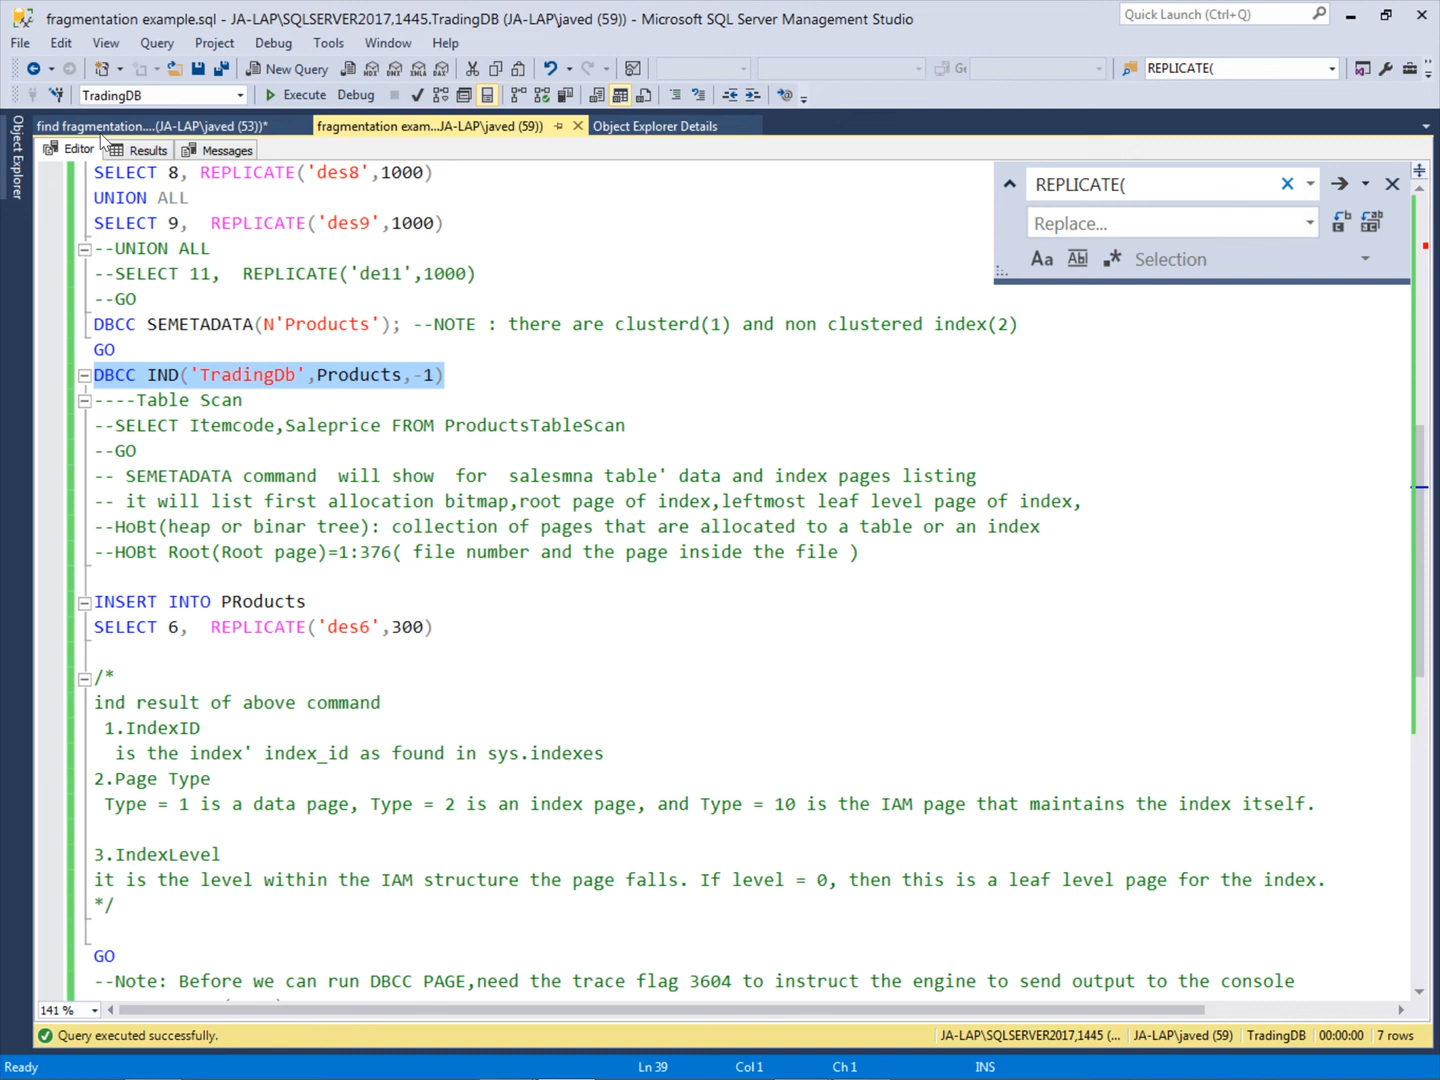 fragmentation example.sql - JA-LAP\SQLSERVER2017,1445.TradingDB (JA-LAP\javed (59)) - Microsoft SQL Server Management Studio
Quick Launch (Ctrl+Q)
File Edit View Query Project Debug Tools Window Help
New Query
REPLICATE(
TradingDB
Execute Debug
find fragmentation....(JA-LAP\javed (53))*
fragmentation exam...JA-LAP\javed (59))
Object Explorer Details
Object Explorer
Editor Results Messages
REPLICATE(
Replace...
Aa Abl .* Selection
SELECT 8, REPLICATE('des8',1000)
UNION ALL
SELECT 9,  REPLICATE('des9',1000)
--UNION ALL
--SELECT 11,  REPLICATE('de11',1000)
--GO
DBCC SEMETADATA(N'Products'); --NOTE : there are clusterd(1) and non clustered index(2)
GO
DBCC IND('TradingDb',Products,-1)
----Table Scan
--SELECT Itemcode,Saleprice FROM ProductsTableScan
--GO
-- SEMETADATA command  will show  for  salesmna table' data and index pages listing
-- it will list first allocation bitmap,root page of index,leftmost leaf level page of index,
--HoBt(heap or binar tree): collection of pages that are allocated to a table or an index
--HOBt Root(Root page)=1:376( file number and the page inside the file )
INSERT INTO PRoducts
SELECT 6,  REPLICATE('des6',300)
/*
ind result of above command
1.IndexID
is the index' index_id as found in sys.indexes
2.Page Type
Type = 1 is a data page, Type = 2 is an index page, and Type = 10 is the IAM page that maintains the index itself.
3.IndexLevel
it is the level within the IAM structure the page falls. If level = 0, then this is a leaf level page for the index.
*/
GO
--Note: Before we can run DBCC PAGE,need the trace flag 3604 to instruct the engine to send output to the console
141 %
Query executed successfully.
JA-LAP\SQLSERVER2017,1445 (... JA-LAP\javed (59) TradingDB 00:00:00 7 rows
Ready
Ln 39 Col 1 Ch 1 INS